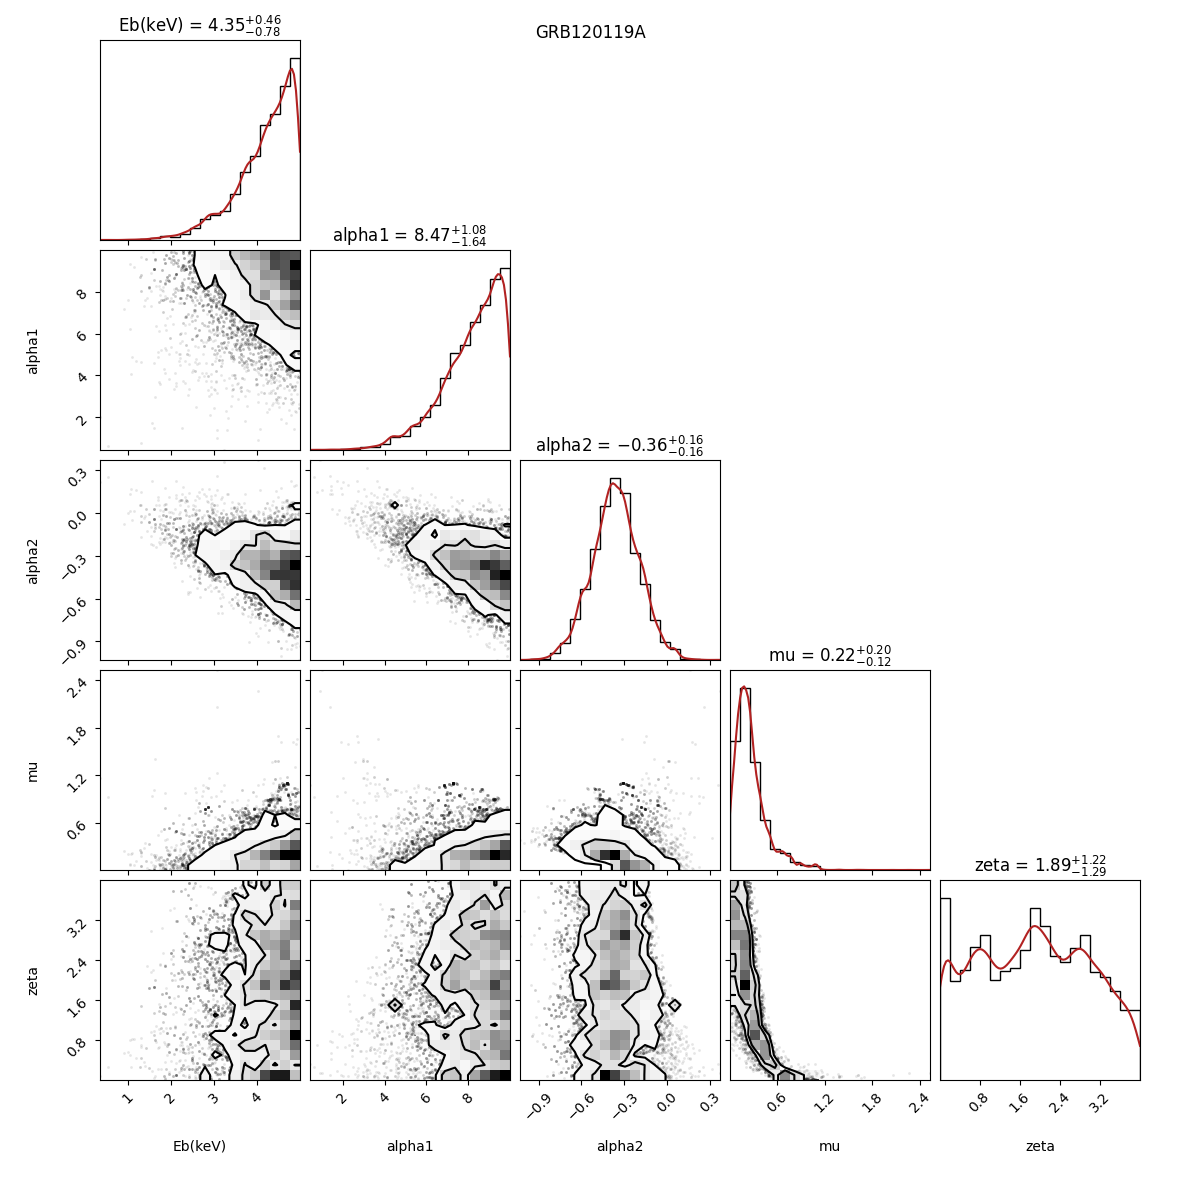 GRB120119A
Eb(keV) = 4.35+0.46−0.78
alpha1 = 8.47+1.08−1.64
alpha1
8
6
4
2
alpha2 = −0.36+0.16−0.16
alpha2
0.3
0.0
−0.3
−0.6
−0.9
mu = 0.22+0.20−0.12
mu
2.4
1.8
1.2
0.6
zeta = 1.89+1.22−1.29
zeta
3.2
2.4
1.6
0.8
1 2 3 4 2 4 6 8 −0.9 −0.6 −0.3 0.0 0.3 0.6 1.2 1.8 2.4 0.8 1.6 2.4 3.2
Eb(keV) alpha1 alpha2 mu zeta